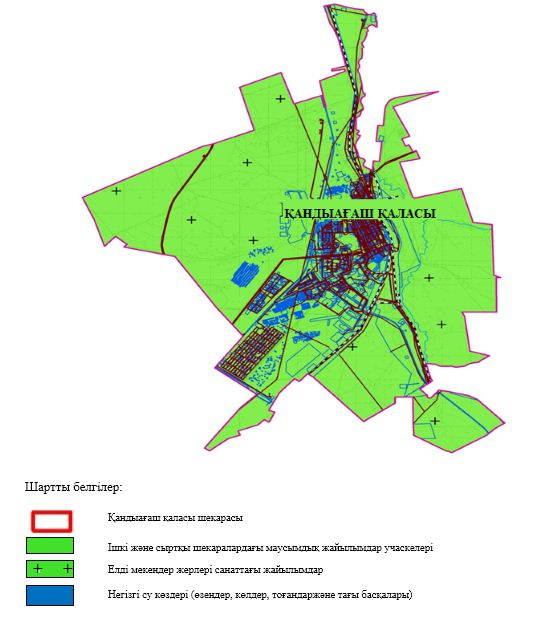 ҚАНДЫАҒАШ ҚАЛАСЫ
Шартты белгілер:
Қандыағаш қаласы шекарасы
Ішкі және сыртқы шекаралардағы маусымдық жайылымдар учаскелері
Елді мекендер жерлері санаттағы жайылымдар
Негізгі су көздері (өзендер, көлдер, тоғандаржәне тағы басқалары)